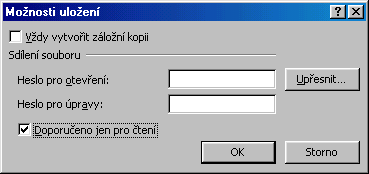 Možnosti uložení
Vždy vytvořit záložní kopii
Sdílení souboru
Heslo pro otevření:
Upřesnit...
Heslo pro úpravy:
Doporučeno jen pro čtení
OK
Storno